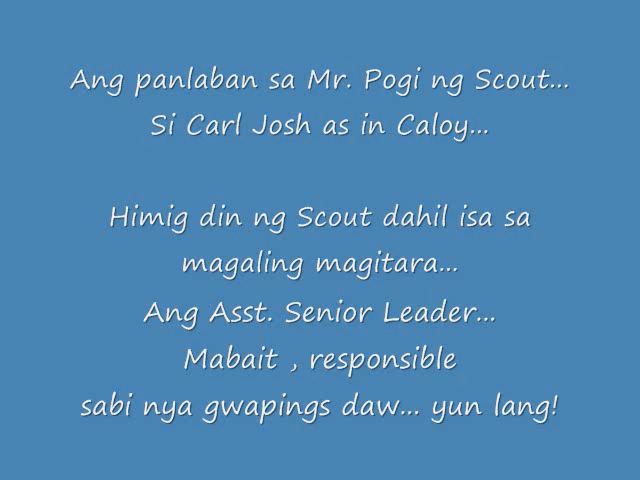 Ang panlaban sa Mr. Pogi ng Scout...
Si Carl Josh as in Caloy...
Himig din ng Scout dahil isa sa
magaling magitara...
Ang Asst. Senior Leader...
Mabait , responsible
sabi nya gwapings daw... yun lang!